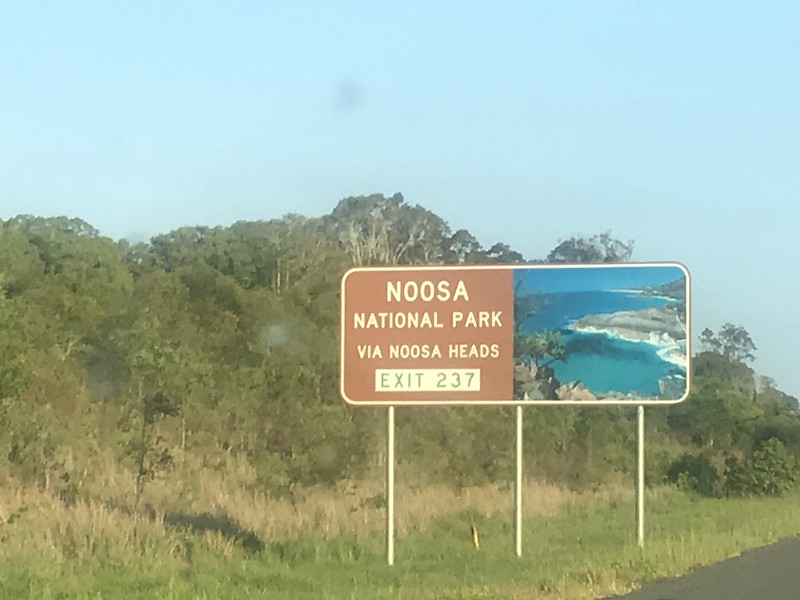 NOOSA
NATIONAL PARK
VIA NOOSA HEADS
EXIT 237